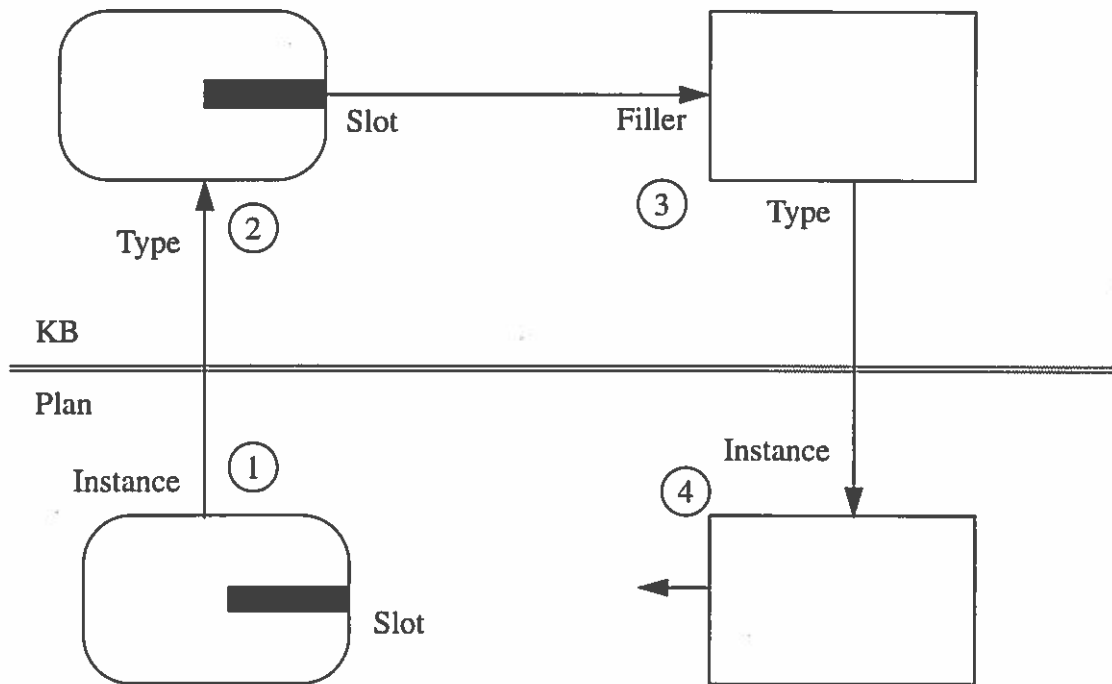 Slot
Filler
3
Type
2
Type
KB
Plan
1
Instance
Instance
4
Slot